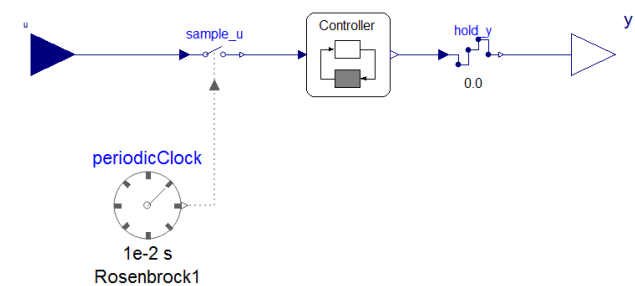 u
sample_u
Controller
hold_y
y
0.0
periodicClock
1e-2 s
Rosenbrock1